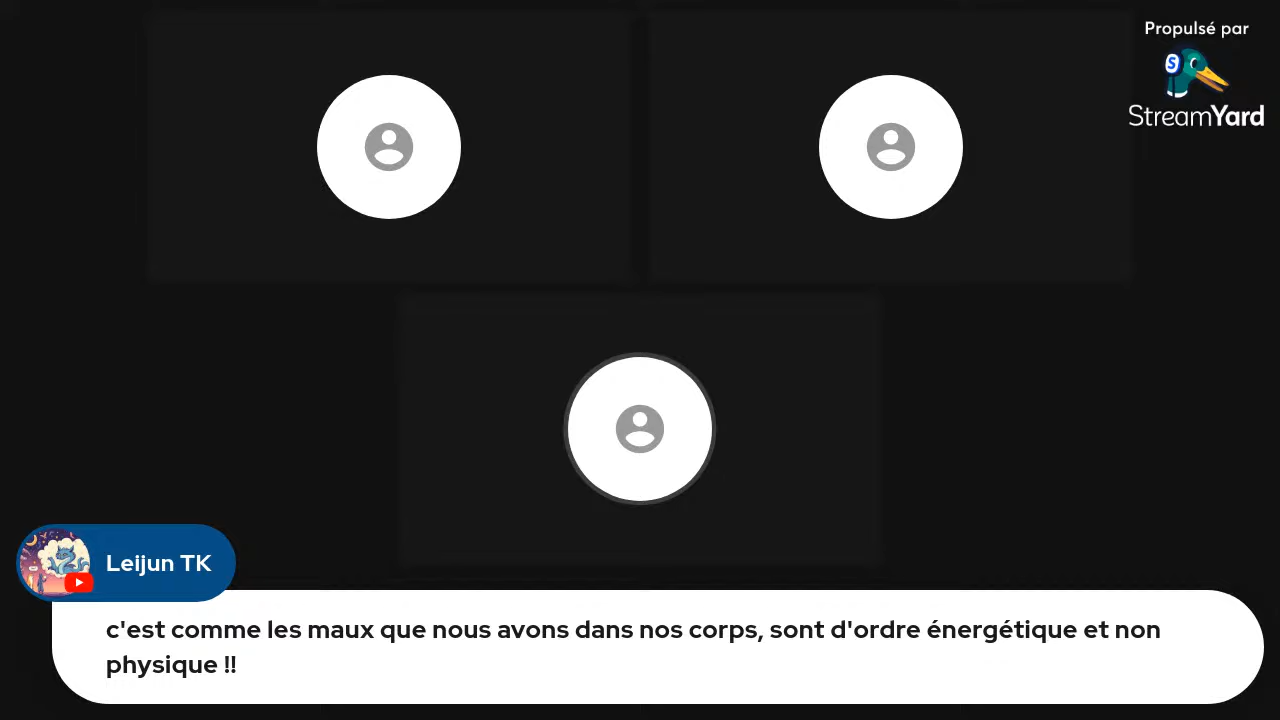 Propulsé par
StreamYard
Leijun TK
c'est comme les maux que nous avons dans nos corps, sont d'ordre énergétique et non
physique !!